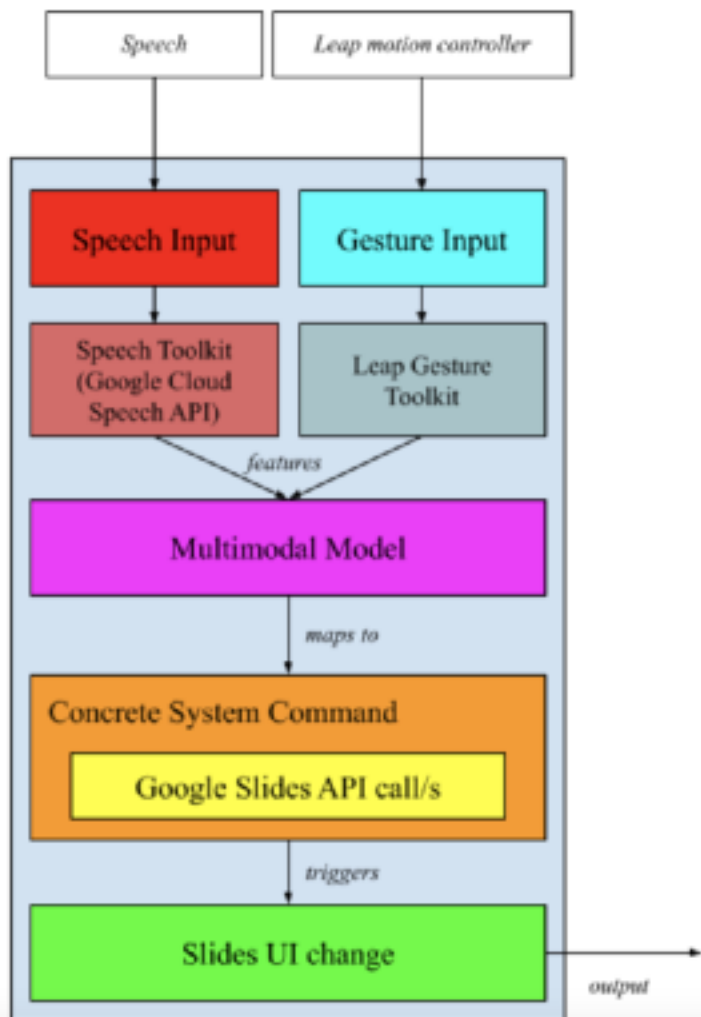 Speech
Leap motion controller
Speech Input
Gesture Input
Speech Toolkit
(Google Cloud
Speech API)
Leap Gesture
Toolkit
features
Multimodal Model
maps to
Concrete System Command
Google Slides API call/s
triggers
Slides UI change
output